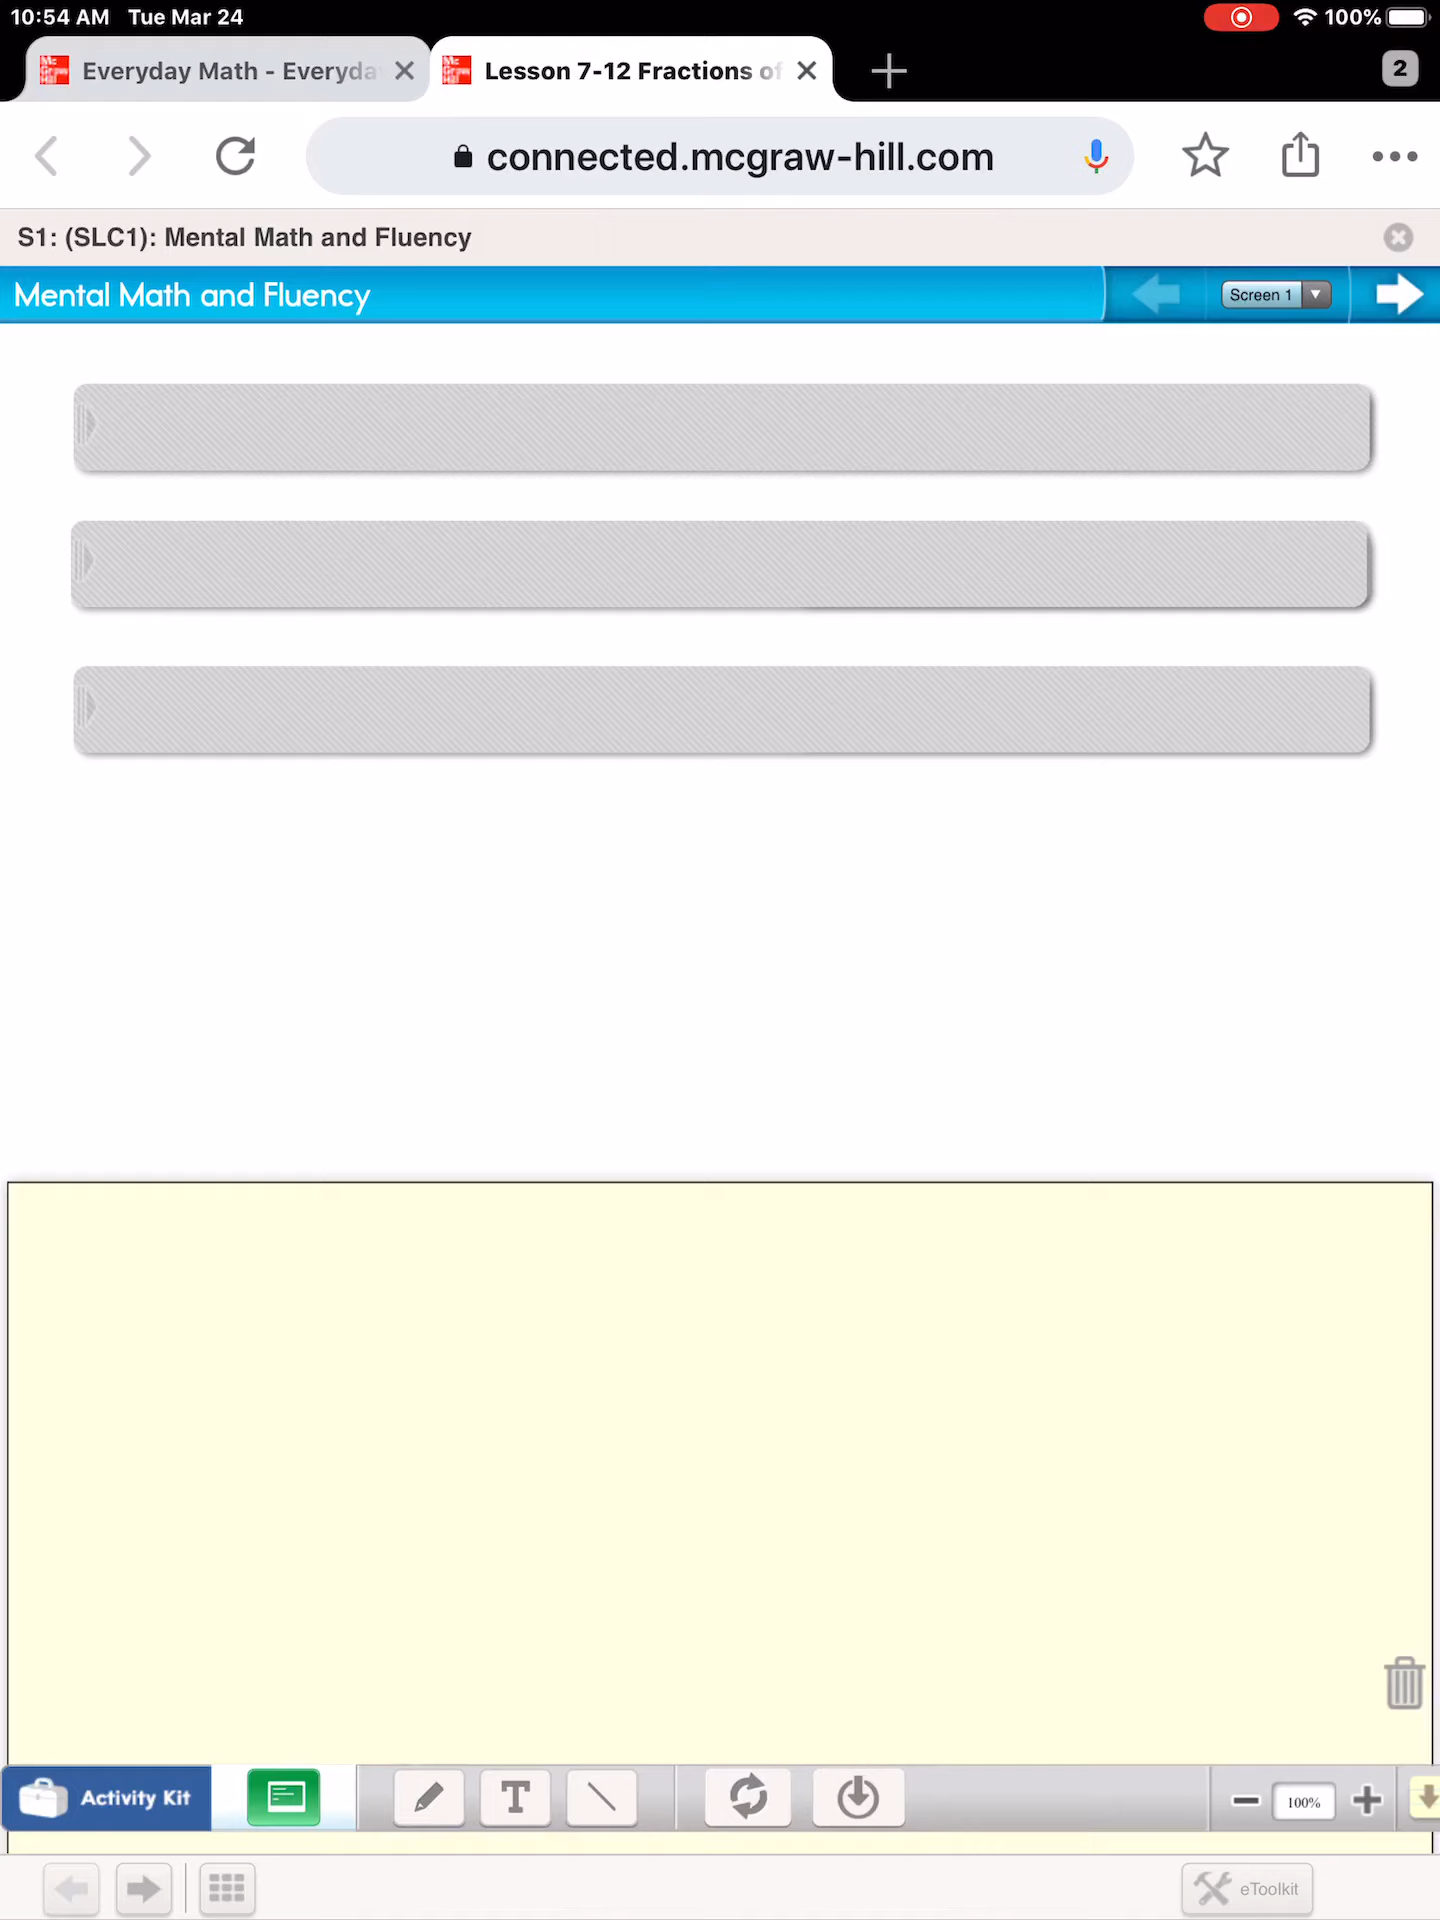 10:54 AM Tue Mar 24
100%
Everyday Math - Everyda
Lesson 7-12 Fractions of
2
connected.mcgraw-hill.com
S1: (SLC1): Mental Math and Fluency
Mental Math and Fluency
Screen 1
Activity Kit
T
100%
eToolkit